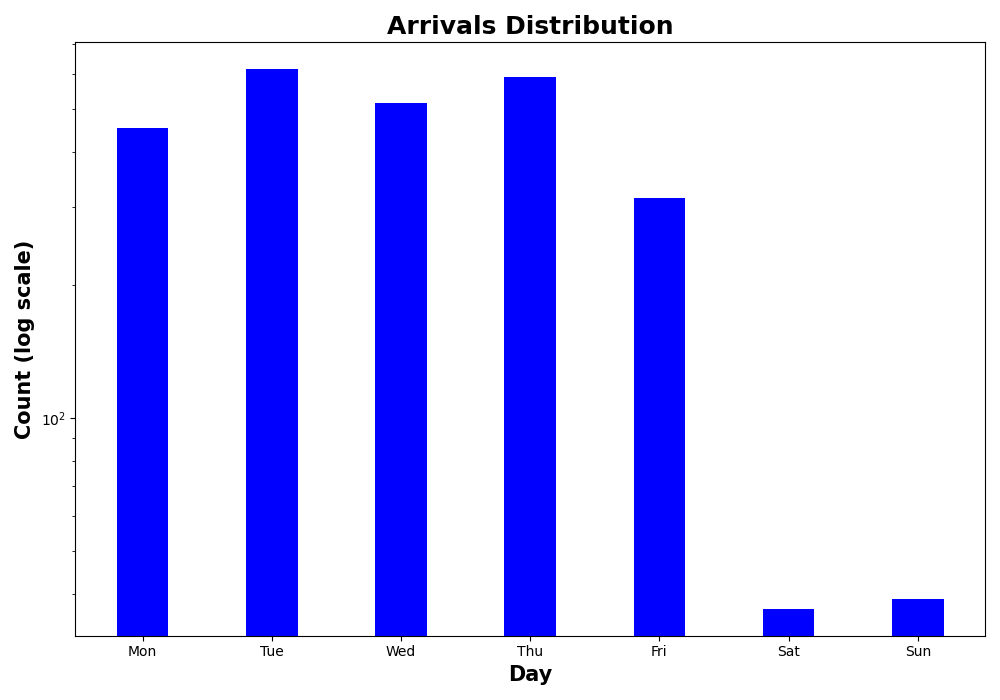 Arrivals Distribution
Count (log scale)
10²
Mon Tue Wed Thu Fri Sat Sun
Day